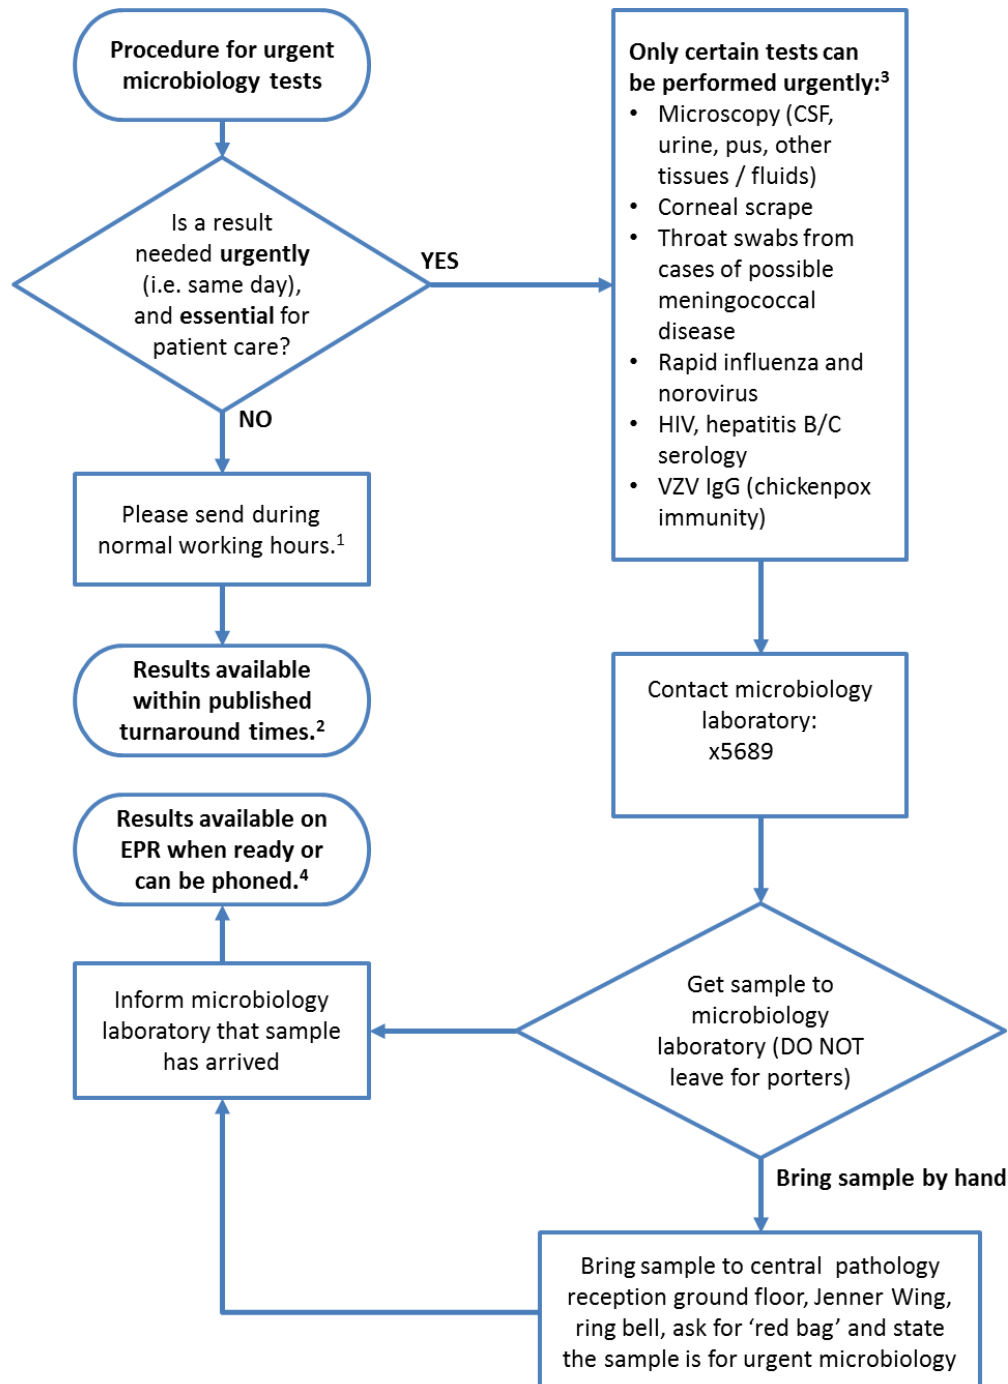 Procedure for urgent
microbiology tests
Is a result
needed urgently
(i.e. same day),
and essential for
patient care?
YES
NO
Please send during
normal working hours.1
Results available
within published
turnaround times.2
Only certain tests can
be performed urgently:3
• Microscopy (CSF,
urine, pus, other
tissues / fluids)
• Corneal scrape
• Throat swabs from
cases of possible
meningococcal
disease
• Rapid influenza and
norovirus
• HIV, hepatitis B/C
serology
• VZV IgG (chickenpox
immunity)
Contact microbiology
laboratory:
x5689
Get sample to
microbiology
laboratory (DO NOT
leave for porters)
Bring sample by hand
Bring sample to central pathology
reception ground floor, Jenner Wing,
ring bell, ask for ‘red bag’ and state
the sample is for urgent microbiology
Inform microbiology
laboratory that sample
has arrived
Results available on
EPR when ready or
can be phoned.4